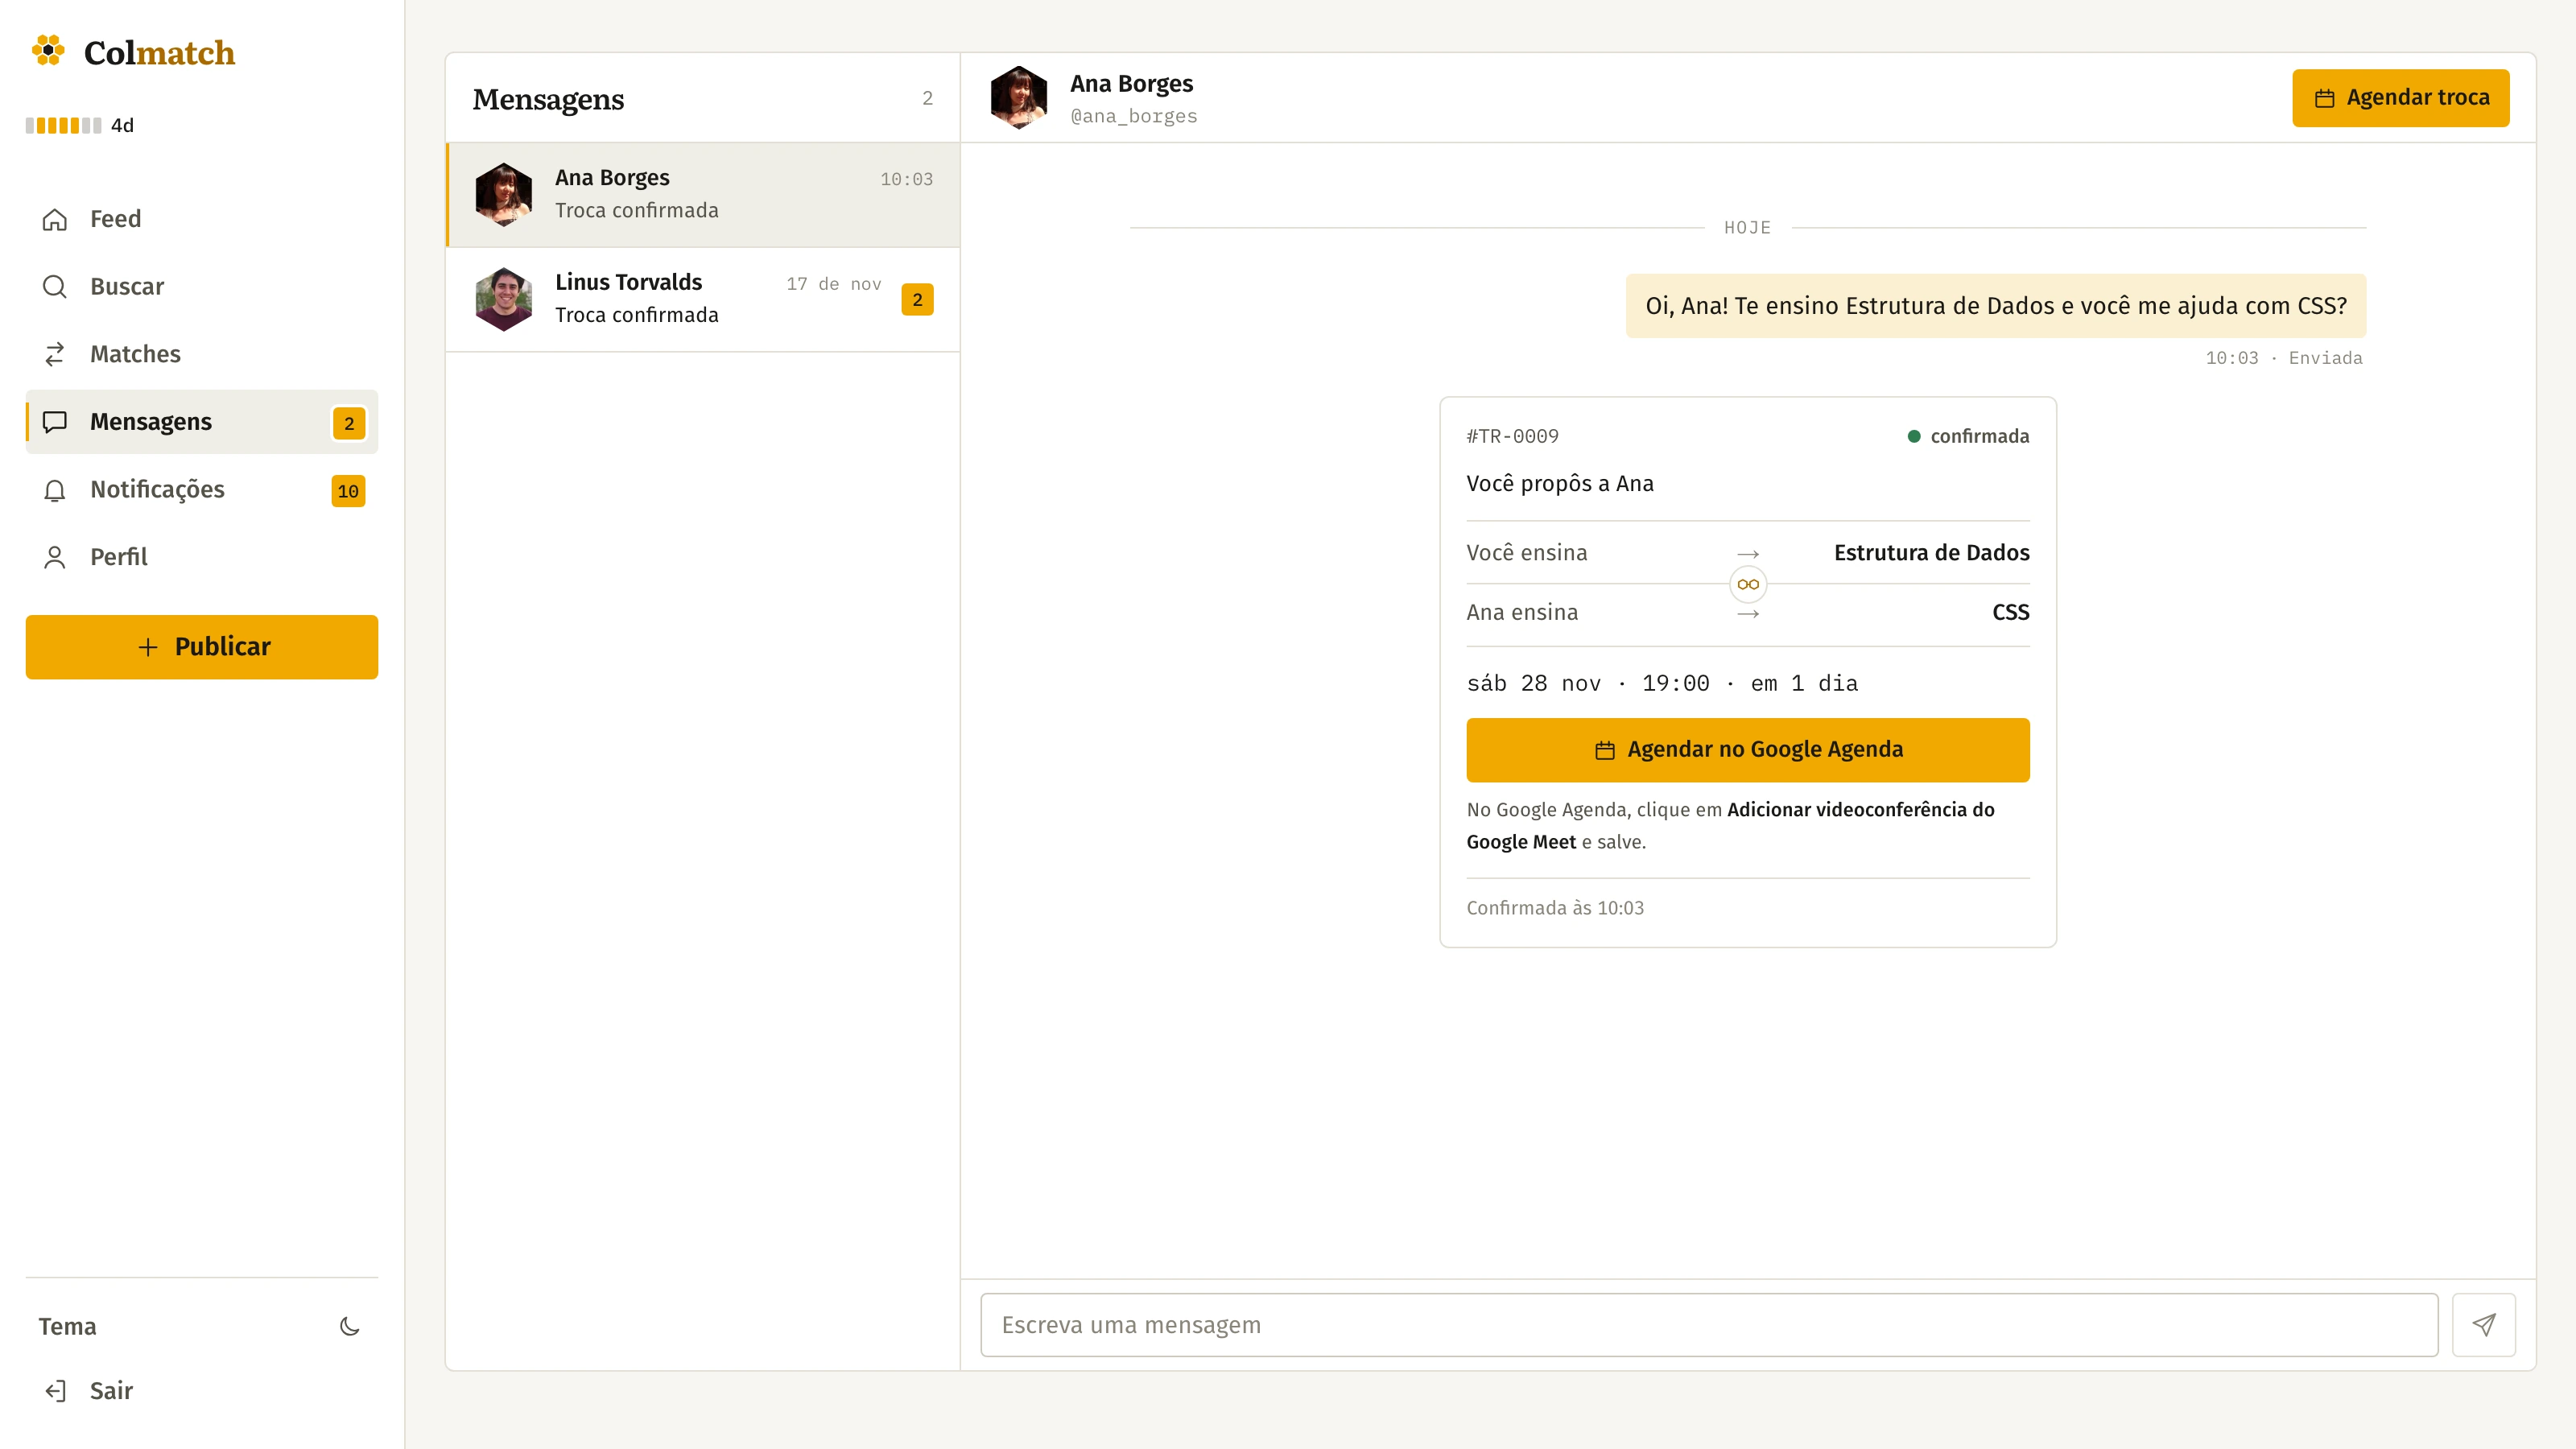 Colmatch
4d
Feed
Buscar
Matches
Mensagens 2
Notificações 10
Perfil
Publicar
Tema
Sair
Mensagens 2
Ana Borges 10:03
Troca confirmada
Linus Torvalds 17 de nov 2
Troca confirmada
Ana Borges
@ana_borges
Agendar troca
HOJE
Oi, Ana! Te ensino Estrutura de Dados e você me ajuda com CSS?
10:03 · Enviada
#TR-0009 confirmada
Você propôs a Ana
Você ensina → Estrutura de Dados
Ana ensina → CSS
sáb 28 nov · 19:00 · em 1 dia
Agendar no Google Agenda
No Google Agenda, clique em Adicionar videoconferência do
Google Meet e salve.
Confirmada às 10:03
Escreva uma mensagem